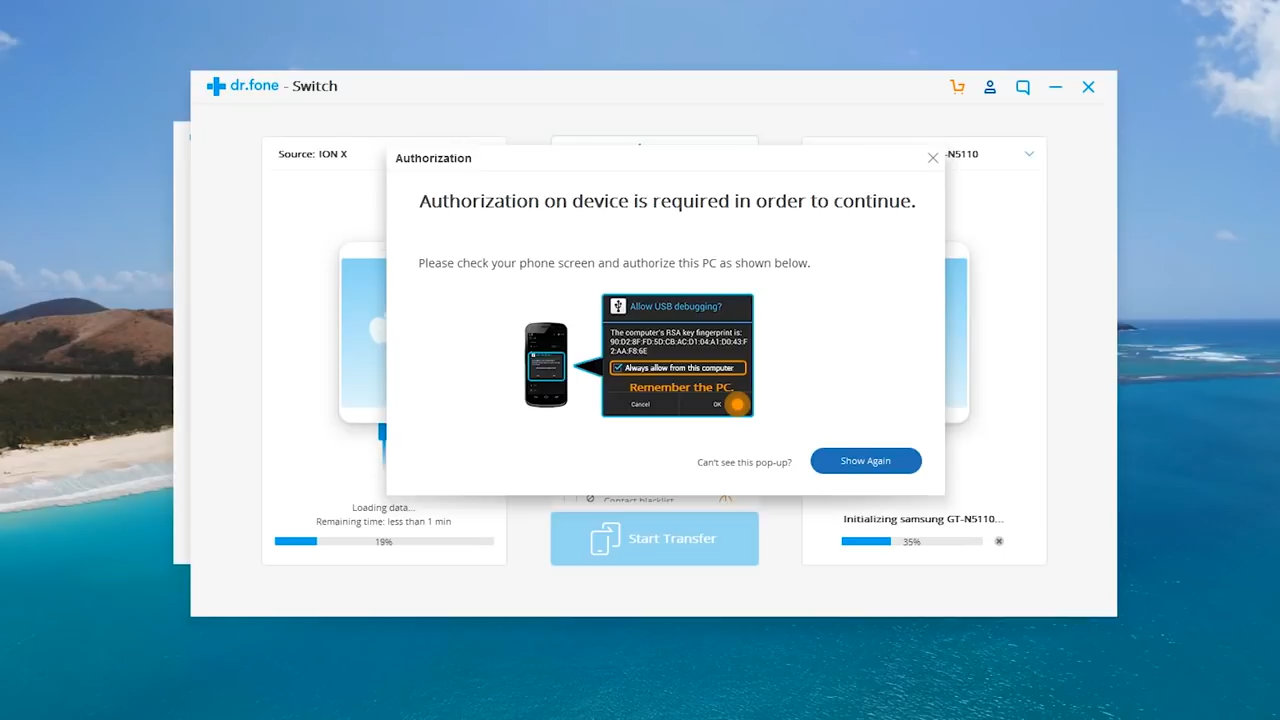 dr.fone - Switch
Source: ION X
-N5110
Authorization
Authorization on device is required in order to continue.
Please check your phone screen and authorize this PC as shown below.
Allow USB debugging?
The computer's RSA key fingerprint is:
90:D2:8F:FD:5D:CB:AC:D1:04:A1:D0:43:F
2:AA:F8:6E
Always allow from this computer
Remember the PC.
Cancel
OK
Can't see this pop-up?
Show Again
Contact blacklist
Loading data...
Remaining time: less than 1 min
19%
Start Transfer
Initializing samsung GT-N5110...
35%